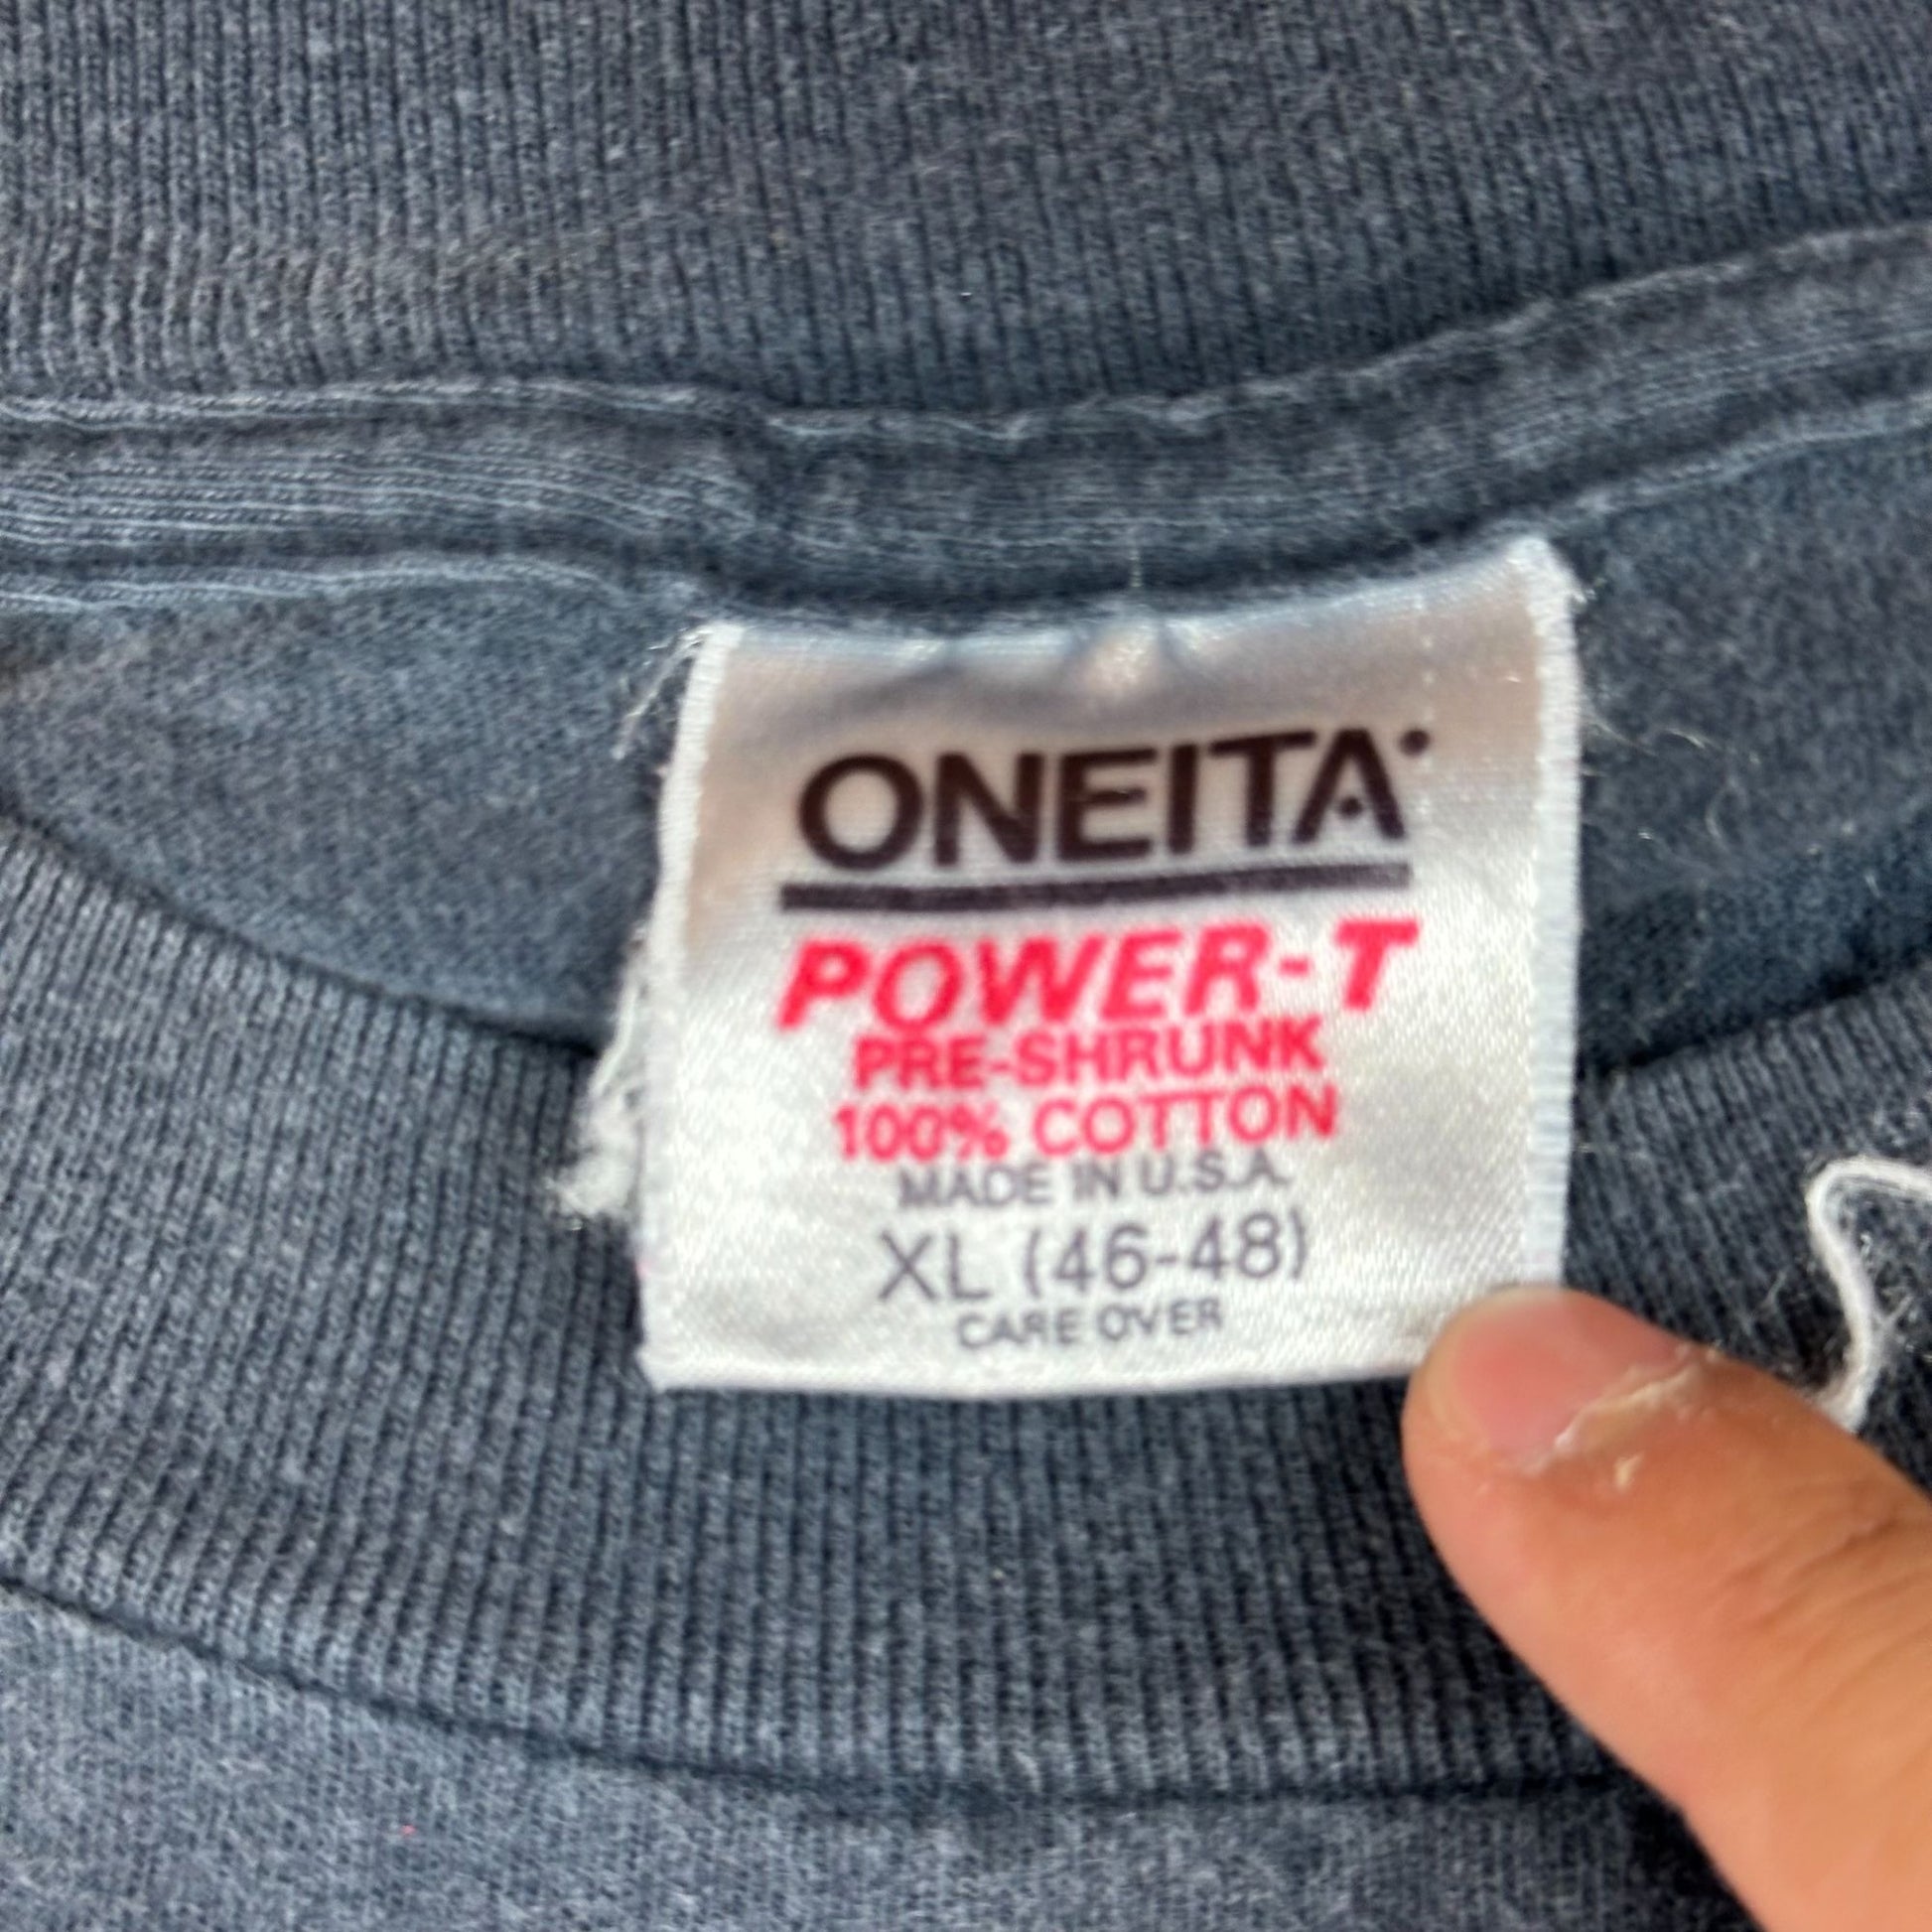 ONEITA
POWER-T
PRE-SHRUNK
100% COTTON
MADE IN U.S.A.
XL (46-48)
CARE OVER